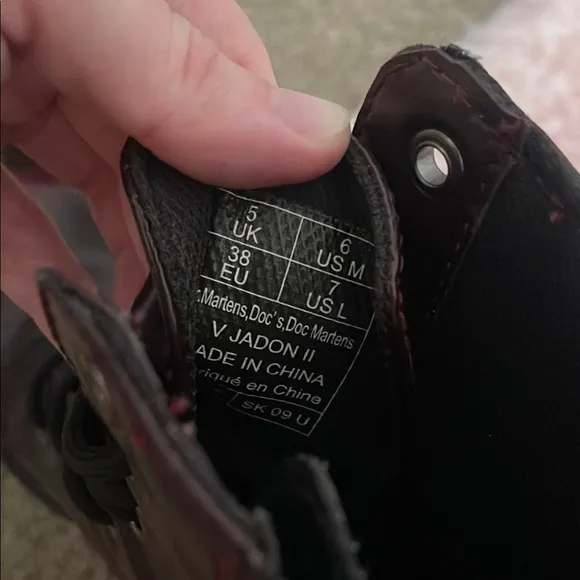 5 UK
6 US M
38 EU
7 US L
. Martens, Doc's, Doc Martens
V JADON II
ADE IN CHINA
riqué en Chine
SK 09 U